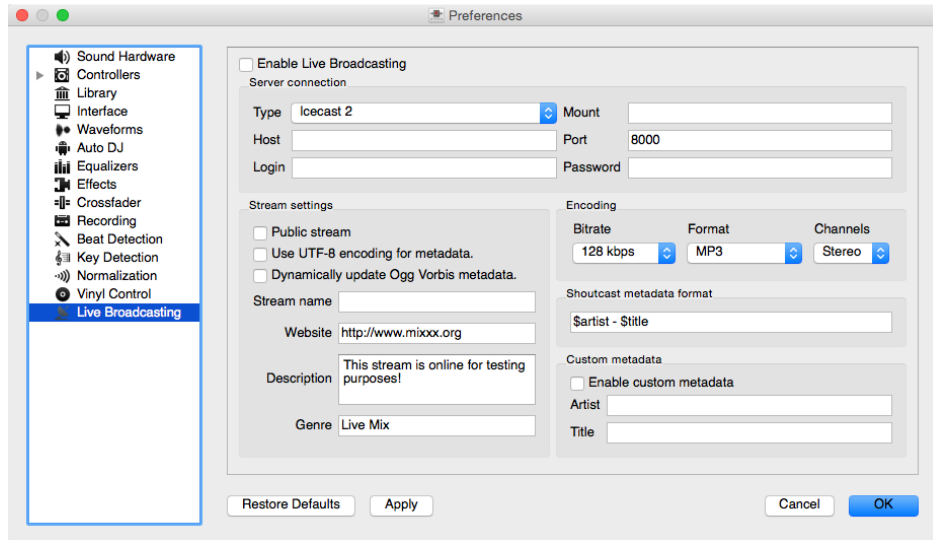 Preferences
Sound Hardware
Controllers
Library
Interface
Waveforms
Auto DJ
Equalizers
Effects
Crossfader
Recording
Beat Detection
Key Detection
Normalization
Vinyl Control
Live Broadcasting
Enable Live Broadcasting
Server connection
Type Icecast 2 Mount
Host Port 8000
Login Password
Stream settings
Public stream
Use UTF-8 encoding for metadata.
Dynamically update Ogg Vorbis metadata.
Stream name
Website http://www.mixxx.org
Description This stream is online for testing
purposes!
Genre Live Mix
Encoding
Bitrate Format Channels
128 kbps MP3 Stereo
Shoutcast metadata format
$artist - $title
Custom metadata
Enable custom metadata
Artist
Title
Restore Defaults Apply Cancel OK